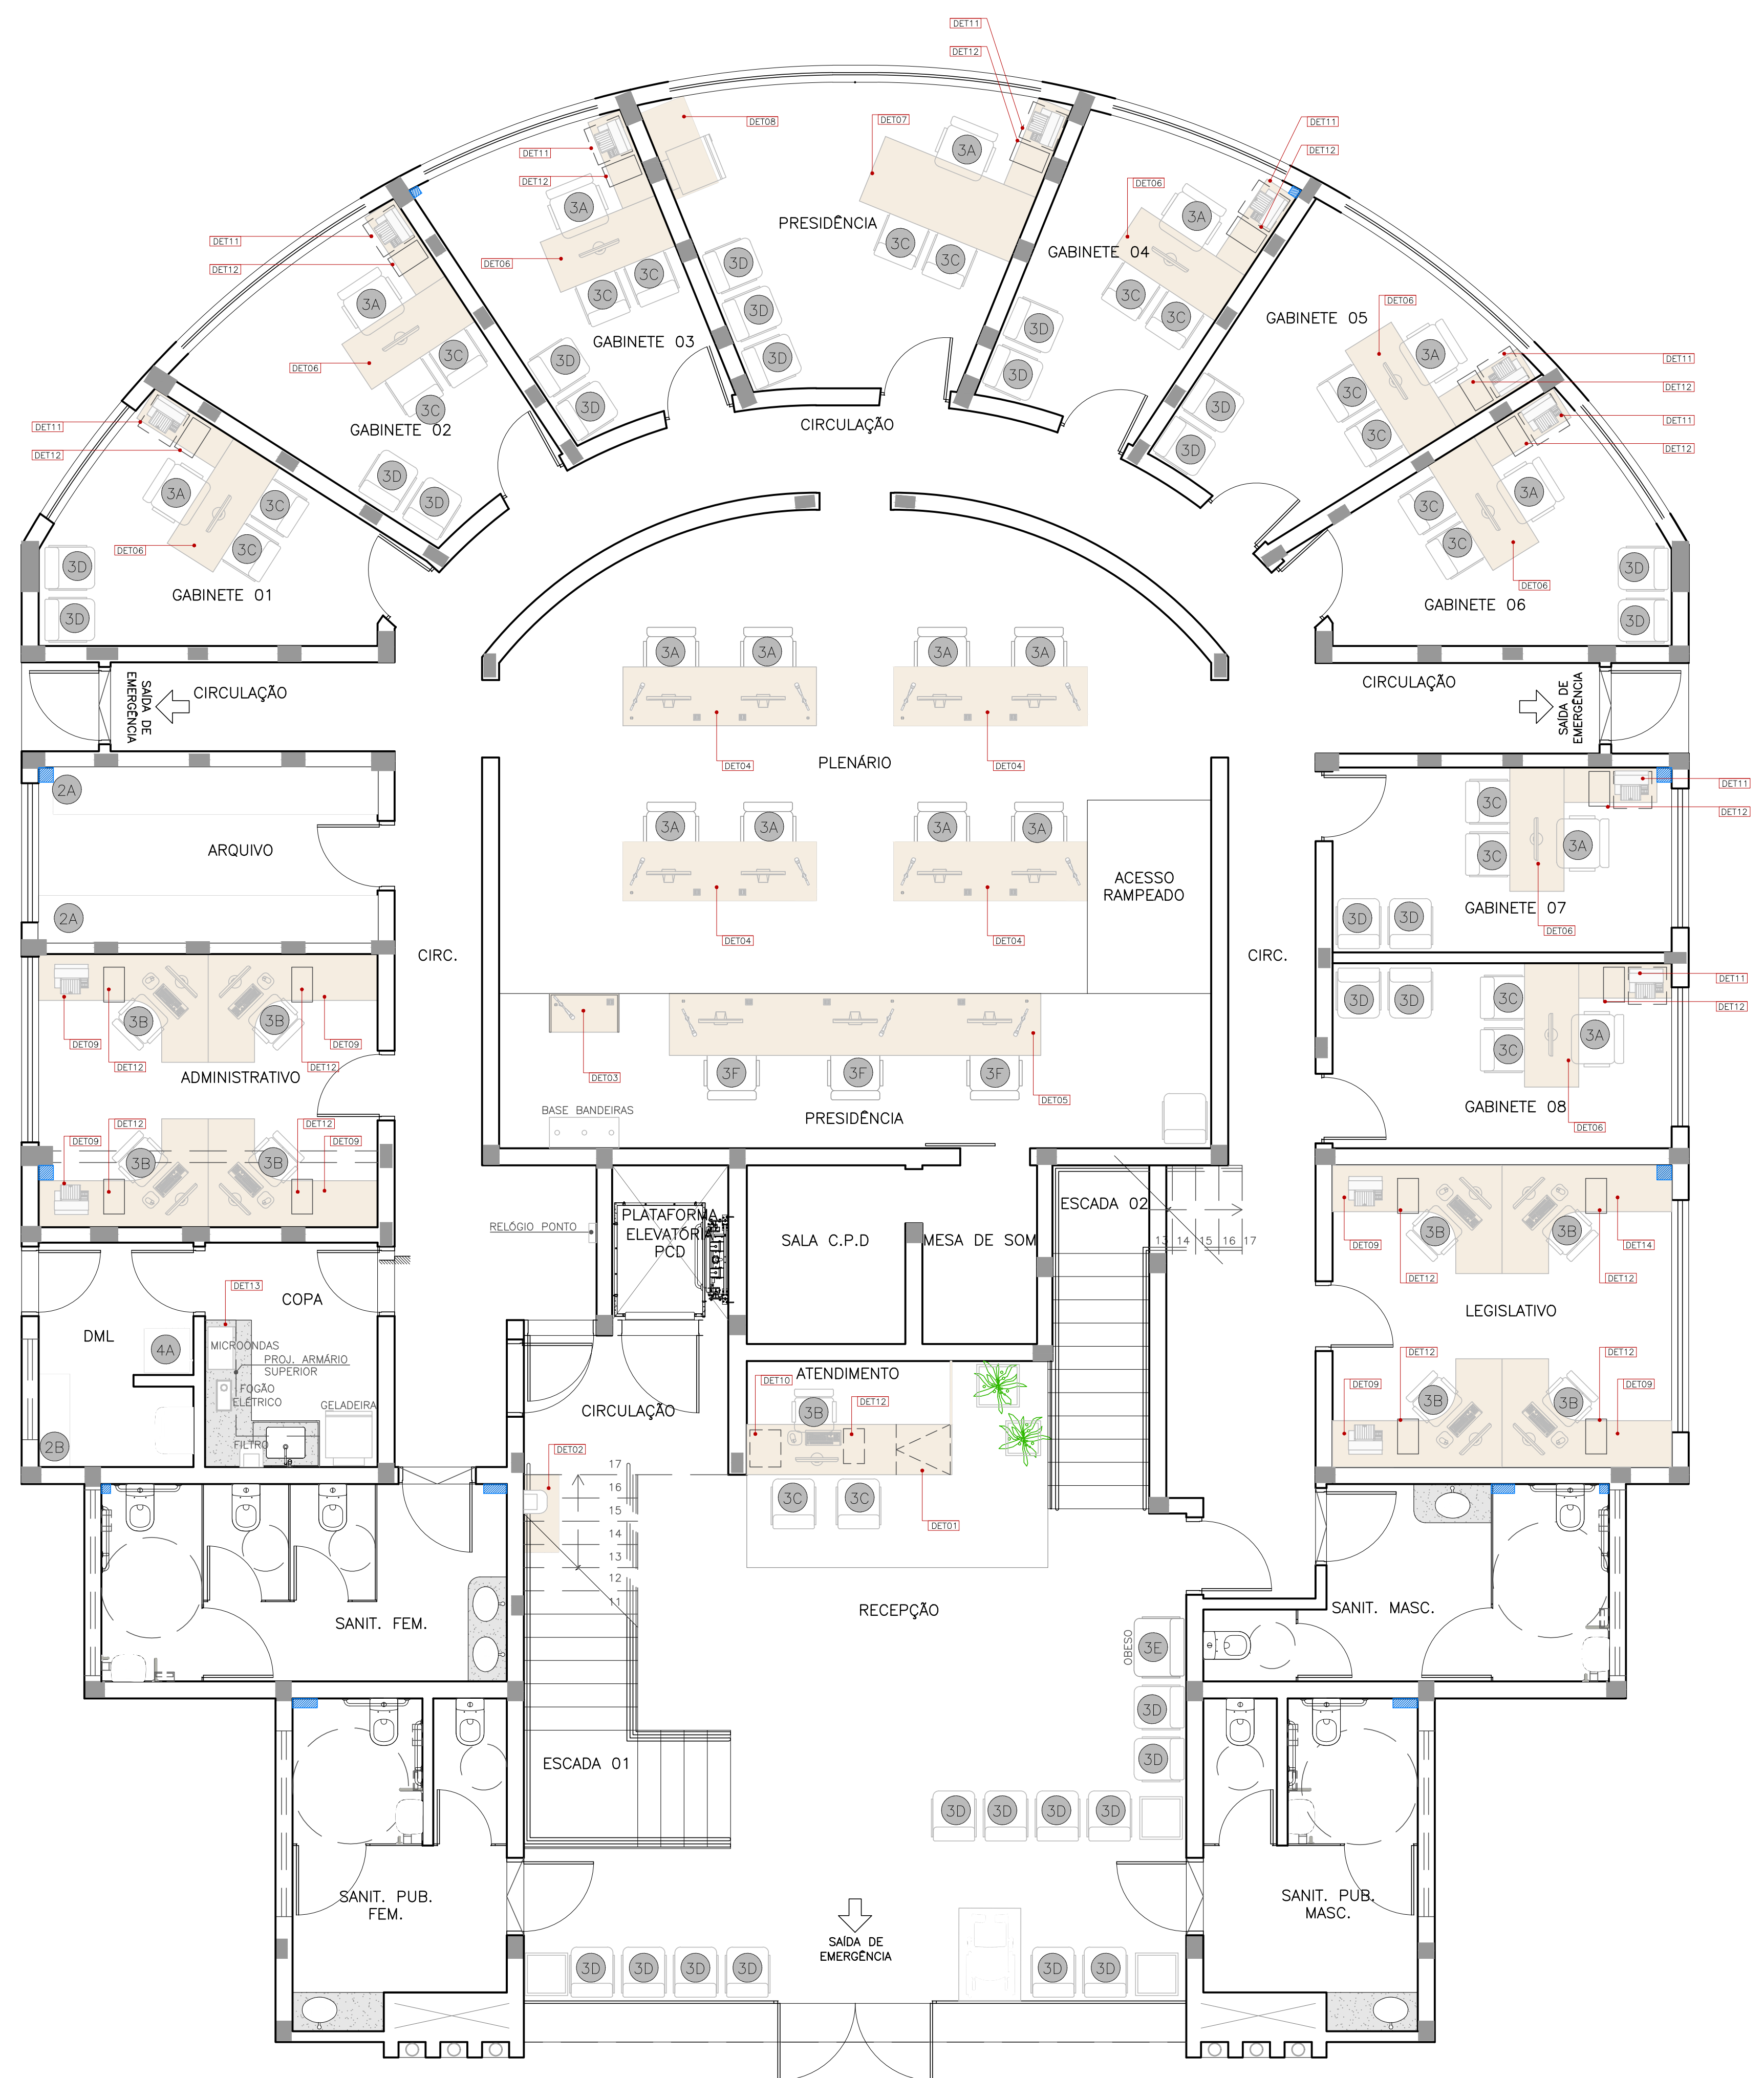 DET11
DET12
DET08
DET07
DET11
DET12
3A
DET11
DET12
3A
PRESIDÊNCIA
DET11
DET12
DET06
3A
GABINETE 04
3C
3C
3D
3D
DET11
DET12
3A
DET06
3C
3C
3D
3D
3D
GABINETE 03
3D
3D
DET06
3A
3C
3C
GABINETE 02
3D
3D
DET06
3C
3C
3D
3D
CIRCULAÇÃO
GABINETE 05
DET06
3A
3C
3C
3D
3D
DET11
DET12
DET11
DET12
DET11
DET12
3A
3C
3C
DET06
GABINETE 01
3D
3D
3A
3C
3C
DET06
GABINETE 06
3D
3D
SAÍDA DE
EMERGÊNCIA
CIRCULAÇÃO
3A
3A
3A
3A
DET04
DET04
PLENÁRIO
CIRCULAÇÃO
SAÍDA DE
EMERGÊNCIA
2A
ARQUIVO
2A
3A
3A
3A
3A
DET04
DET04
ACESSO
RAMPEADO
3C
3C
3A
DET11
DET12
GABINETE 07
DET06
3D
3D
CIRC.
CIRC.
3B
3B
DET09
DET12
DET12
DET09
ADMINISTRATIVO
DET12
DET12
DET09
DET09
3B
3B
DET03
3F
3F
3F
DET05
BASE BANDEIRAS
PRESIDÊNCIA
3D
3D
3C
3C
3A
DET11
DET12
GABINETE 08
DET06
RELÓGIO PONTO
PLATAFORMA
ELEVATÓRIA
PCD
SALA C.P.D
MESA DE SOM
ESCADA 02
13
14
15
16
17
3B
3B
DET09
DET12
DET12
DET14
LEGISLATIVO
DET12
DET12
DET09
DET09
3B
3B
DET13
COPA
DML
4A
2B
MICROONDAS
PROJ. ARMÁRIO
SUPERIOR
FOGÃO
ELÉTRICO
GELADEIRA
FILTRO
CIRCULAÇÃO
DET02
ATENDIMENTO
DET10
3B
DET12
3C
3C
DET01
17
16
15
14
13
12
11
SANIT. FEM.
RECEPÇÃO
SANIT. MASC.
OBESO
3E
3D
3D
ESCADA 01
3D
3D
3D
3D
SANIT. PUB.
FEM.
SANIT. PUB.
MASC.
SAÍDA DE
EMERGÊNCIA
3D
3D
3D
3D
3D
3D